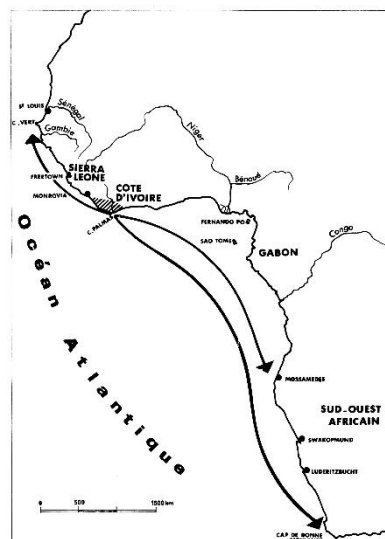 ST LOUIS
Sénégal
C. VERT
Gambie
SIERRA
LEONE
FREETOWN
MONROVIA
COTE
D'IVOIRE
C. PALMAS
Niger
Bénoué
FERNANDO PO
SAO TOME
GABON
Congo
Océan Atlantique
MOSSAMEDES
SUD-OUEST
AFRICAIN
SWAKOPMUND
LUDERITZBUCHT
0 500 1500 km
CAP DE BONNE